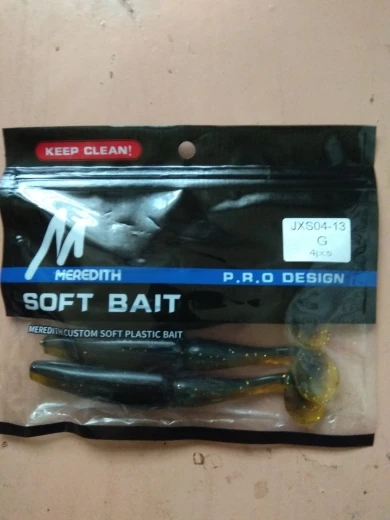 KEEP CLEAN!
JXS04-13
G
4pcs
M
MEREDITH
P.R.O DESIGN
SOFT BAIT
MEREDITH CUSTOM SOFT PLASTIC BAIT